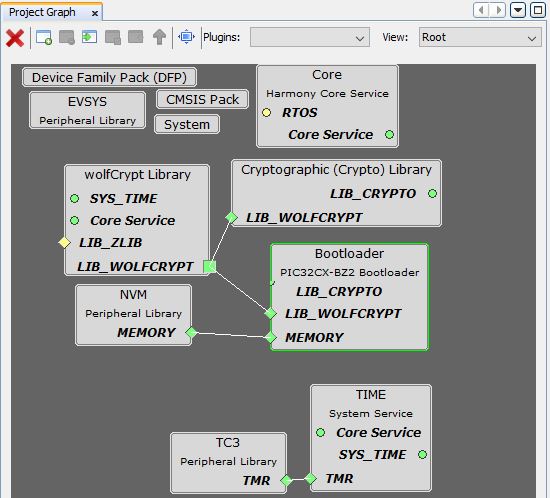 Project Graph
Plugins:
View: Root
Device Family Pack (DFP)
EVSYS
Peripheral Library
CMSIS Pack
System
Core
Harmony Core Service
RTOS
Core Service
wolfCrypt Library
SYS_TIME
Core Service
LIB_ZLIB
LIB_WOLFCRYPT
Cryptographic (Crypto) Library
LIB_CRYPTO
LIB_WOLFCRYPT
Bootloader
PIC32CX-BZ2 Bootloader
LIB_CRYPTO
LIB_WOLFCRYPT
MEMORY
NVM
Peripheral Library
MEMORY
TIME
System Service
Core Service
SYS_TIME
TMR
TC3
Peripheral Library
TMR